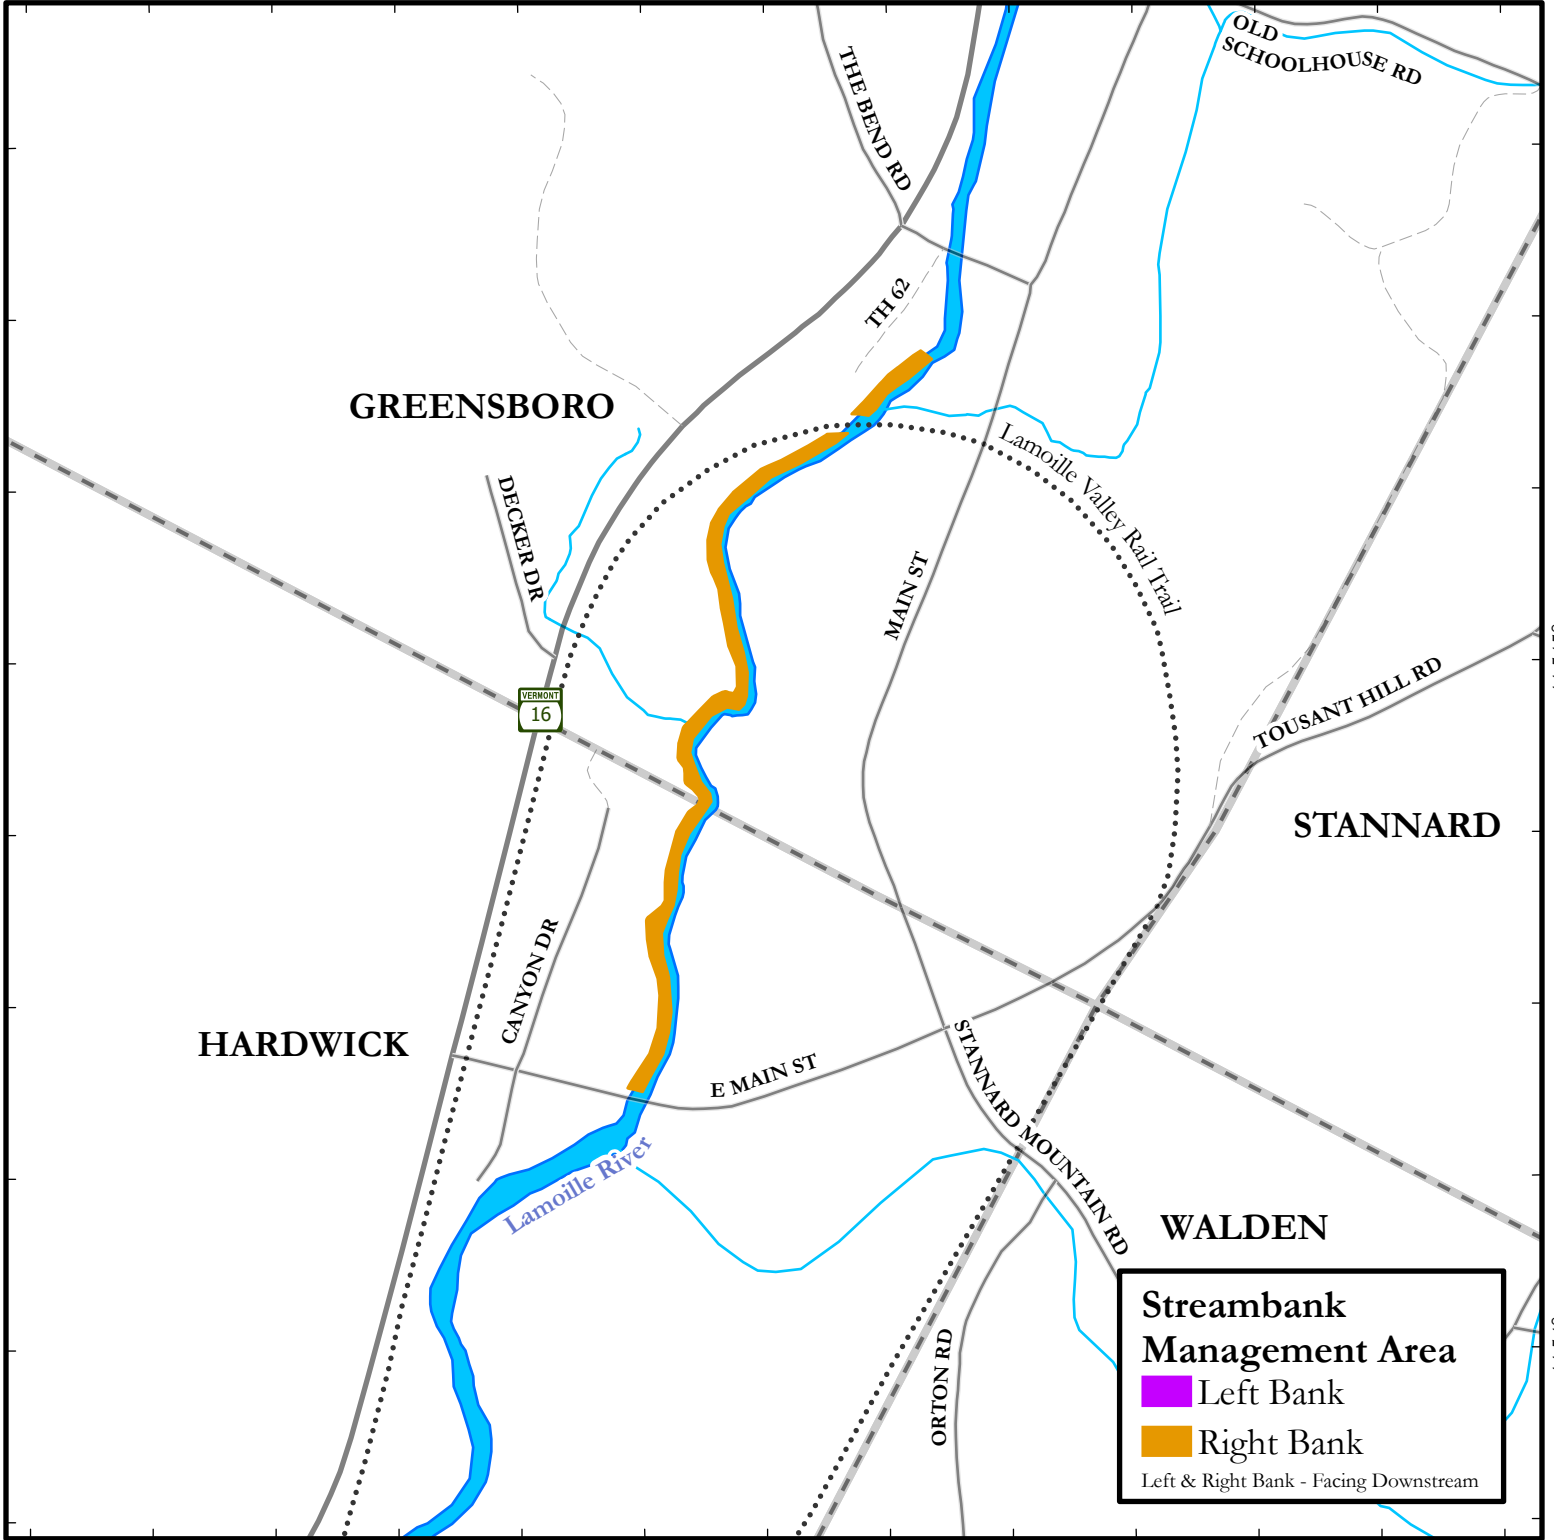 OLD
SCHOOLHOUSE RD
THE BEND RD
TH 62
GREENSBORO
Lamoille Valley Rail Trail
DECKER DR
MAIN ST
VERMONT
16
TOUSANT HILL RD
STANNARD
CANYON DR
HARDWICK
E MAIN ST
STANNARD MOUNTAIN RD
Lamoille River
WALDEN
ORTON RD
Streambank
Management Area
Left Bank
Right Bank
Left & Right Bank - Facing Downstream